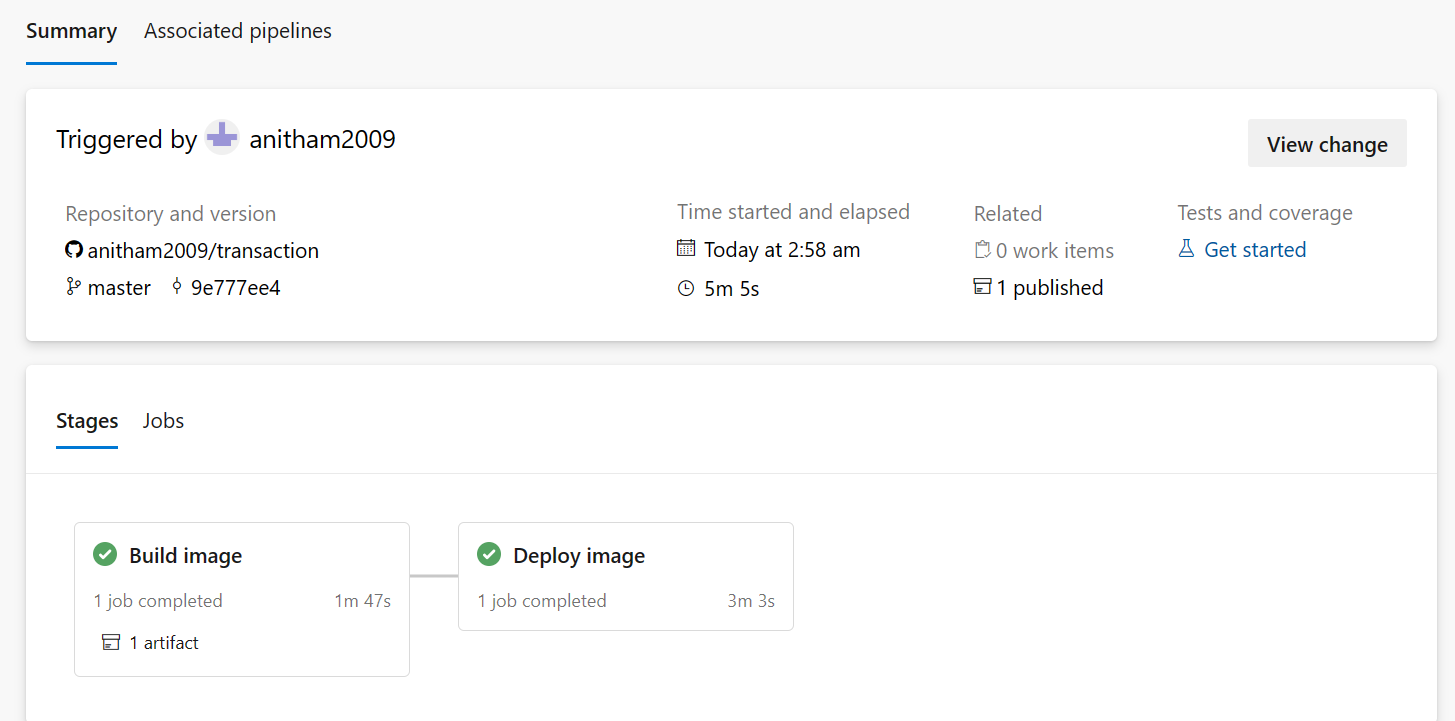 Summary Associated pipelines
Triggered by anitham2009
View change
Repository and version
anitham2009/transaction
master 9e777ee4
Time started and elapsed
Today at 2:58 am
5m 5s
Related
0 work items
1 published
Tests and coverage
Get started
Stages Jobs
Build image
1 job completed 1m 47s
1 artifact
Deploy image
1 job completed 3m 3s